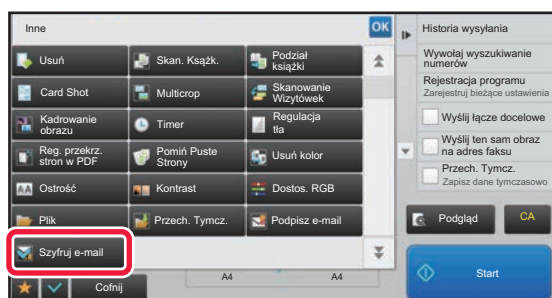 Inne
OK
Usuń
Skan. Książk.
Podział
książki
Card Shot
Multicrop
Skanowanie
Wizytówek
Kadrowanie
obrazu
Timer
Regulacja
tła
Reg. przekrz.
stron w PDF
Pomiń Puste
Strony
Usuń kolor
AA Ostrość
Kontrast
Dostos. RGB
Plik
Przech. Tymcz.
Podpisz e-mail
Szyfruj e-mail
Cofnij
A4
A4
Historia wysyłania
Wywołaj wyszukiwanie
numerów
Rejestracja programu
Zarejestruj bieżące ustawienia
Wyślij łącze docelowe
Wyślij ten sam obraz
na adres faksu
Przech. Tymcz.
Zapisz dane tymczasowo
Podgląd
CA
Start